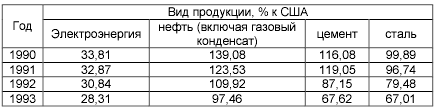 Год
Вид продукции, % к США
Электроэнергия
нефть (включая газовый
конденсат)
цемент
сталь
1990 33,81 139,08 116,08 99,89
1991 32,87 123,53 119,05 96,74
1992 30,84 109,92 87,15 79,48
1993 28,31 97,46 67,62 67,01